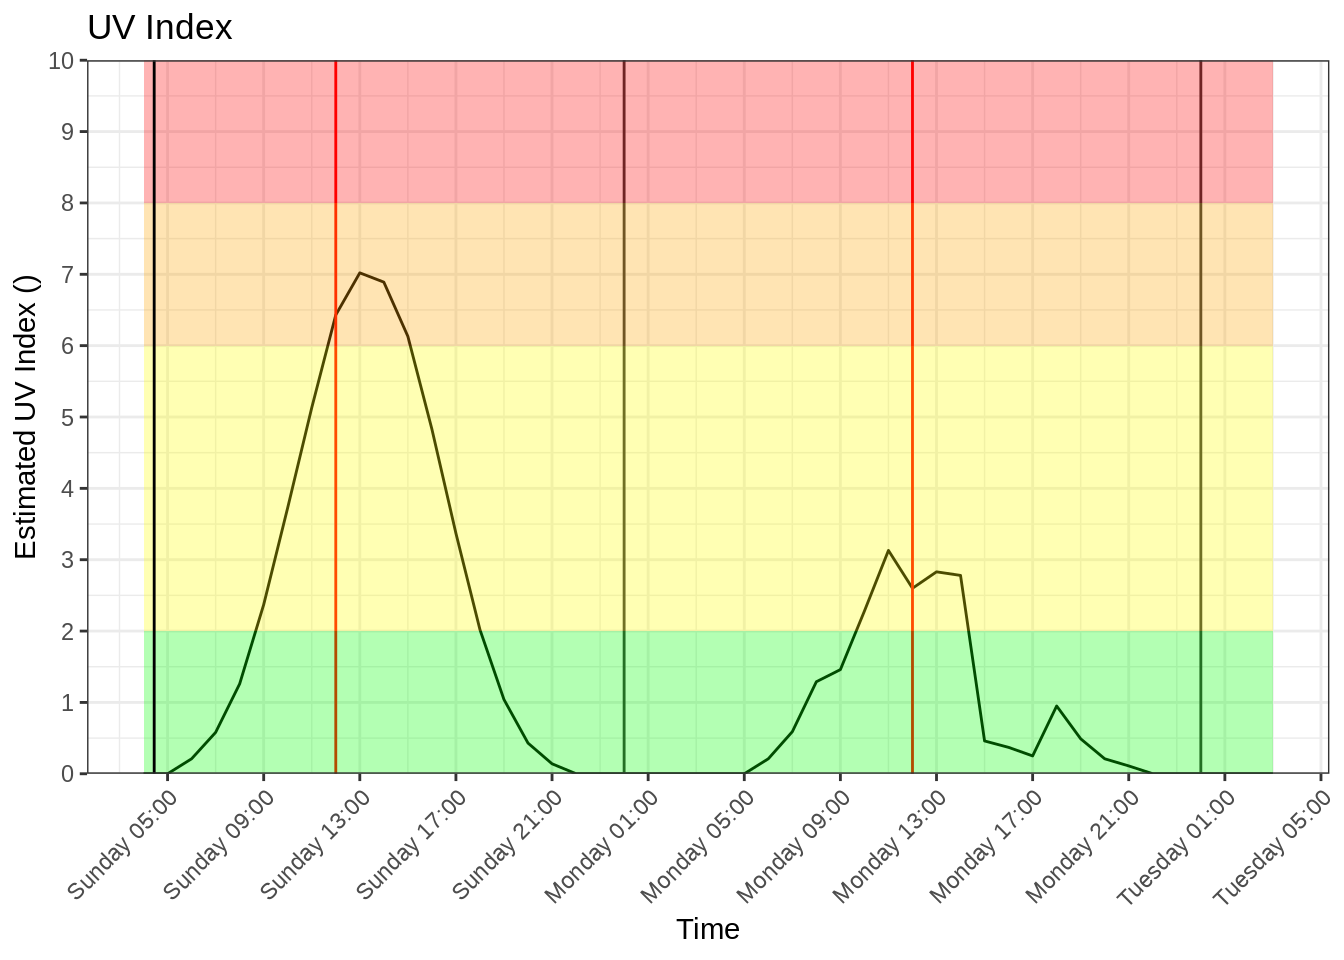 UV Index
Estimated UV Index ()
10
9
8
7
6
5
4
3
2
1
0
Sunday 05:00
Sunday 09:00
Sunday 13:00
Sunday 17:00
Sunday 21:00
Monday 01:00
Monday 05:00
Monday 09:00
Monday 13:00
Monday 17:00
Monday 21:00
Tuesday 01:00
Tuesday 05:00
Time